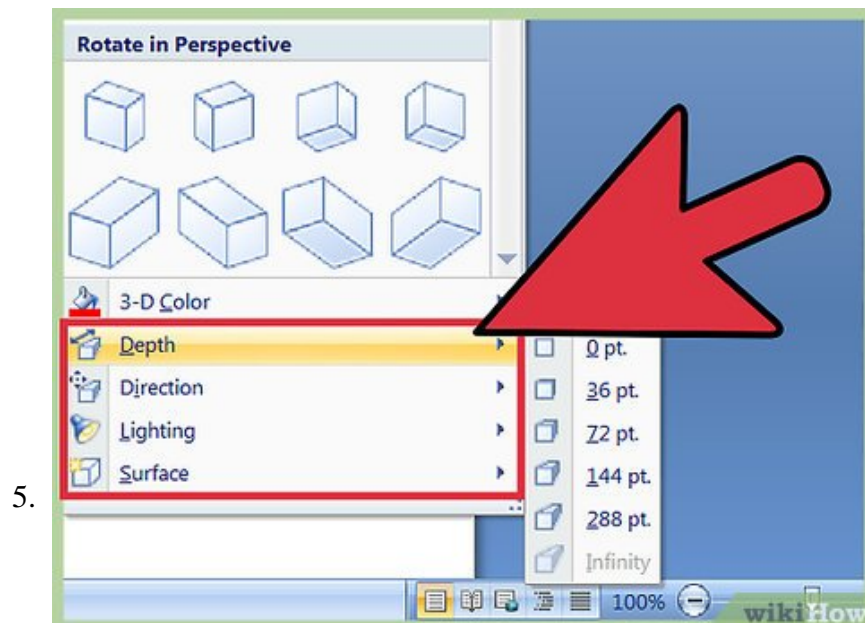 Rotate in Perspective
3-D Color
Depth
Direction
Lighting
Surface
0 pt.
36 pt.
72 pt.
144 pt.
288 pt.
Infinity
5.
100%
wikiHow